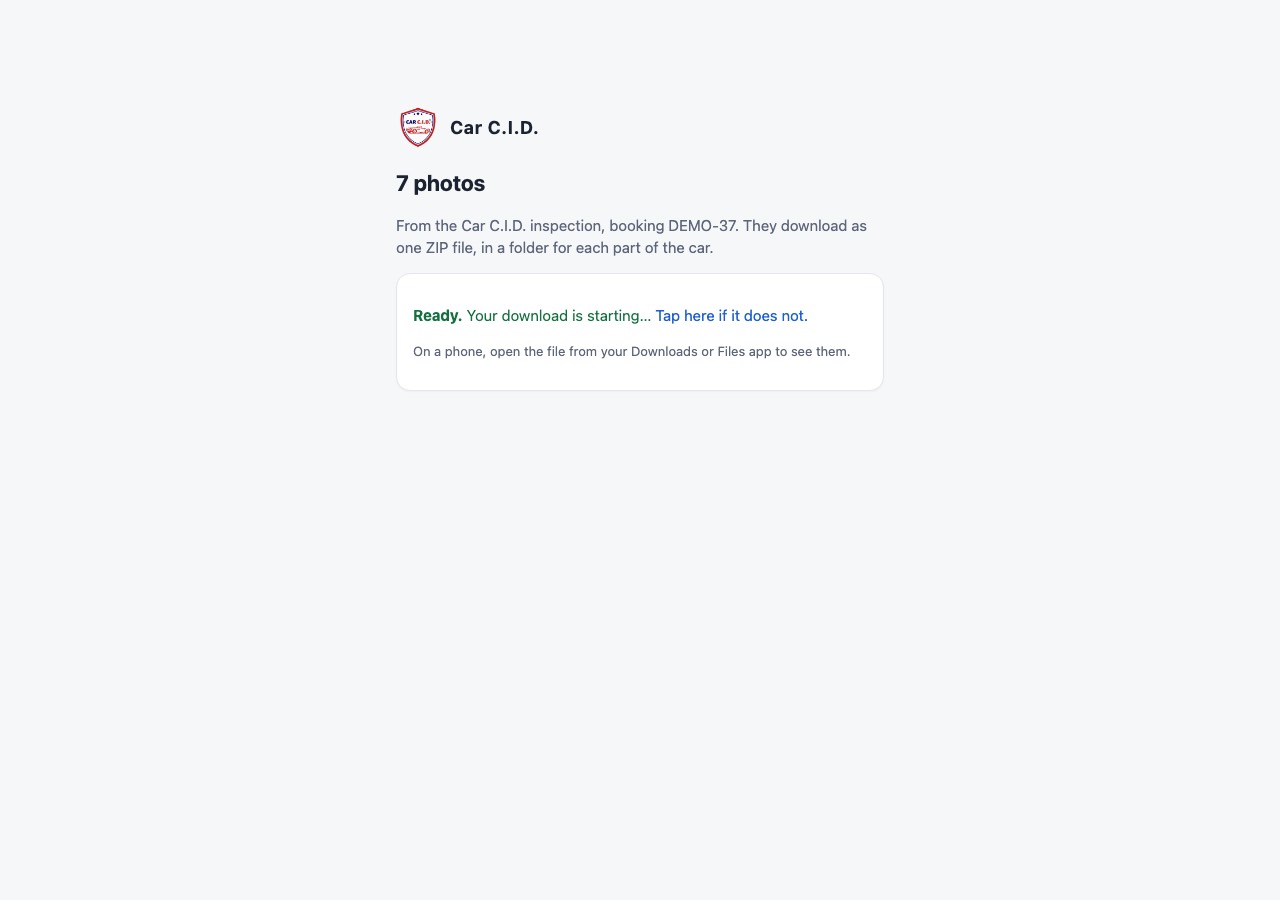 CAR C.I.D.
Car C.I.D.
7 photos
From the Car C.I.D. inspection, booking DEMO-37. They download as
one ZIP file, in a folder for each part of the car.
Ready. Your download is starting... Tap here if it does not.
On a phone, open the file from your Downloads or Files app to see them.